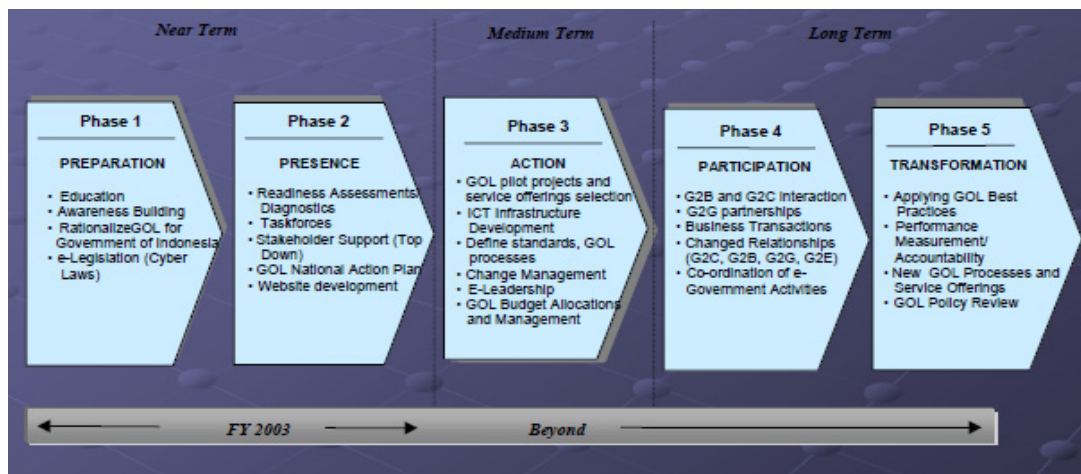 Near Term
Medium Term
Long Term
Phase 1
PREPARATION
• Education
• Awareness Building
• RationalizeGOL for
Government of Indonesia
• e-Legislation (Cyber
Laws)
Phase 2
PRESENCE
• Readiness Assessments/
Diagnostics
• Taskforces
• Stakeholder Support (Top
Down)
• GOL National Action Plan
• Website development
Phase 3
ACTION
• GOL pilot projects and
service offerings selection
• ICT Infrastructure
Development
• Define standards, GOL
processes
• Change Management
• E-Leadership
• GOL Budget Allocations
and Management
Phase 4
PARTICIPATION
• G2B and G2C Interaction
• G2G partnerships
• Business Transactions
• Changed Relationships
(G2C, G2B, G2G, G2E)
• Co-ordination of e-
Government Activities
Phase 5
TRANSFORMATION
• Applying GOL Best
Practices
• Performance
Measurement/
Accountability
• New GOL Processes and
Service Offerings
• GOL Policy Review
FY 2003
Beyond